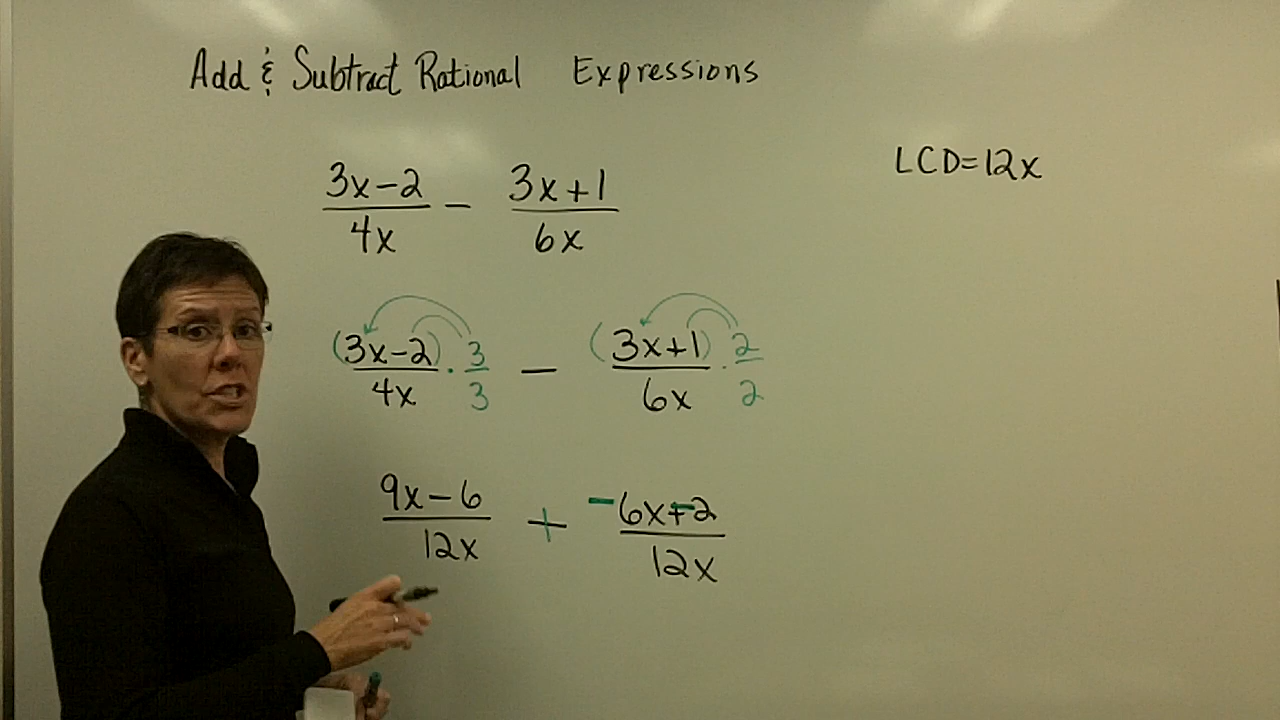 Add & Subtract Rational Expressions
LCD=12x
3x-2/4x - 3x+1/6x
(3x-2)/4x · 3/3 - (3x+1)/6x · 2/2
9x-6/12x + -6x+-2/12x